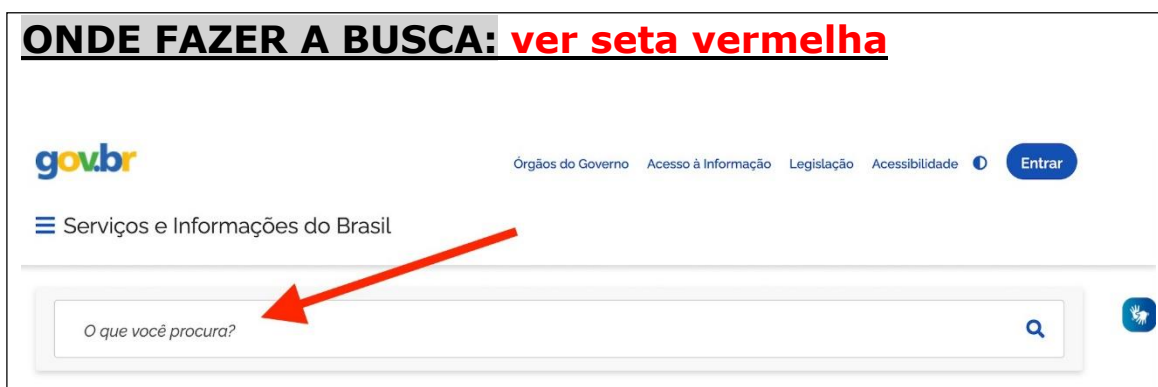 ONDE FAZER A BUSCA: ver seta vermelha
gov.br
Órgãos do Governo Acesso à Informação Legislação Acessibilidade Entrar
Serviços e Informações do Brasil
O que você procura?